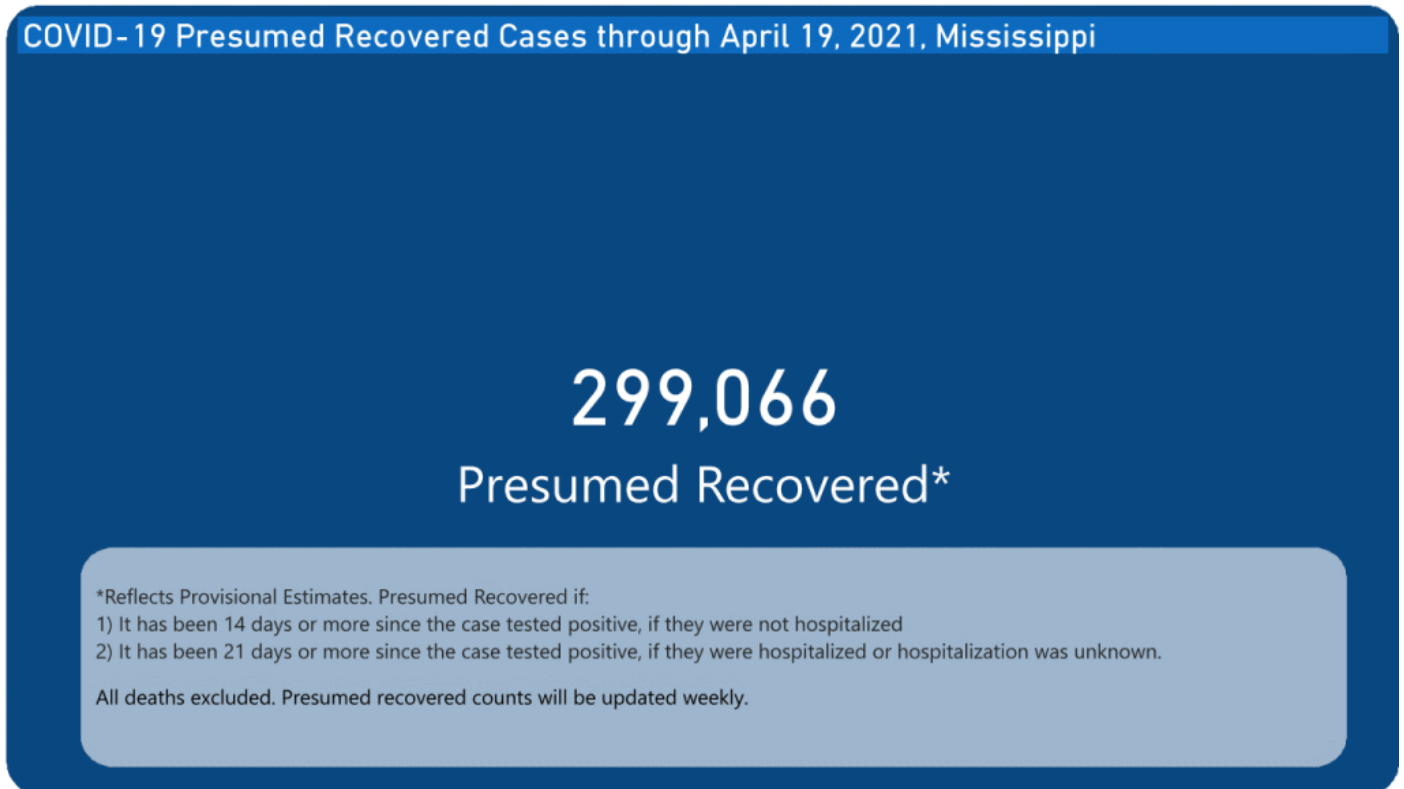 COVID-19 Presumed Recovered Cases through April 19, 2021, Mississippi
299,066
Presumed Recovered*
*Reflects Provisional Estimates. Presumed Recovered if:
1) It has been 14 days or more since the case tested positive, if they were not hospitalized
2) It has been 21 days or more since the case tested positive, if they were hospitalized or hospitalization was unknown.
All deaths excluded. Presumed recovered counts will be updated weekly.